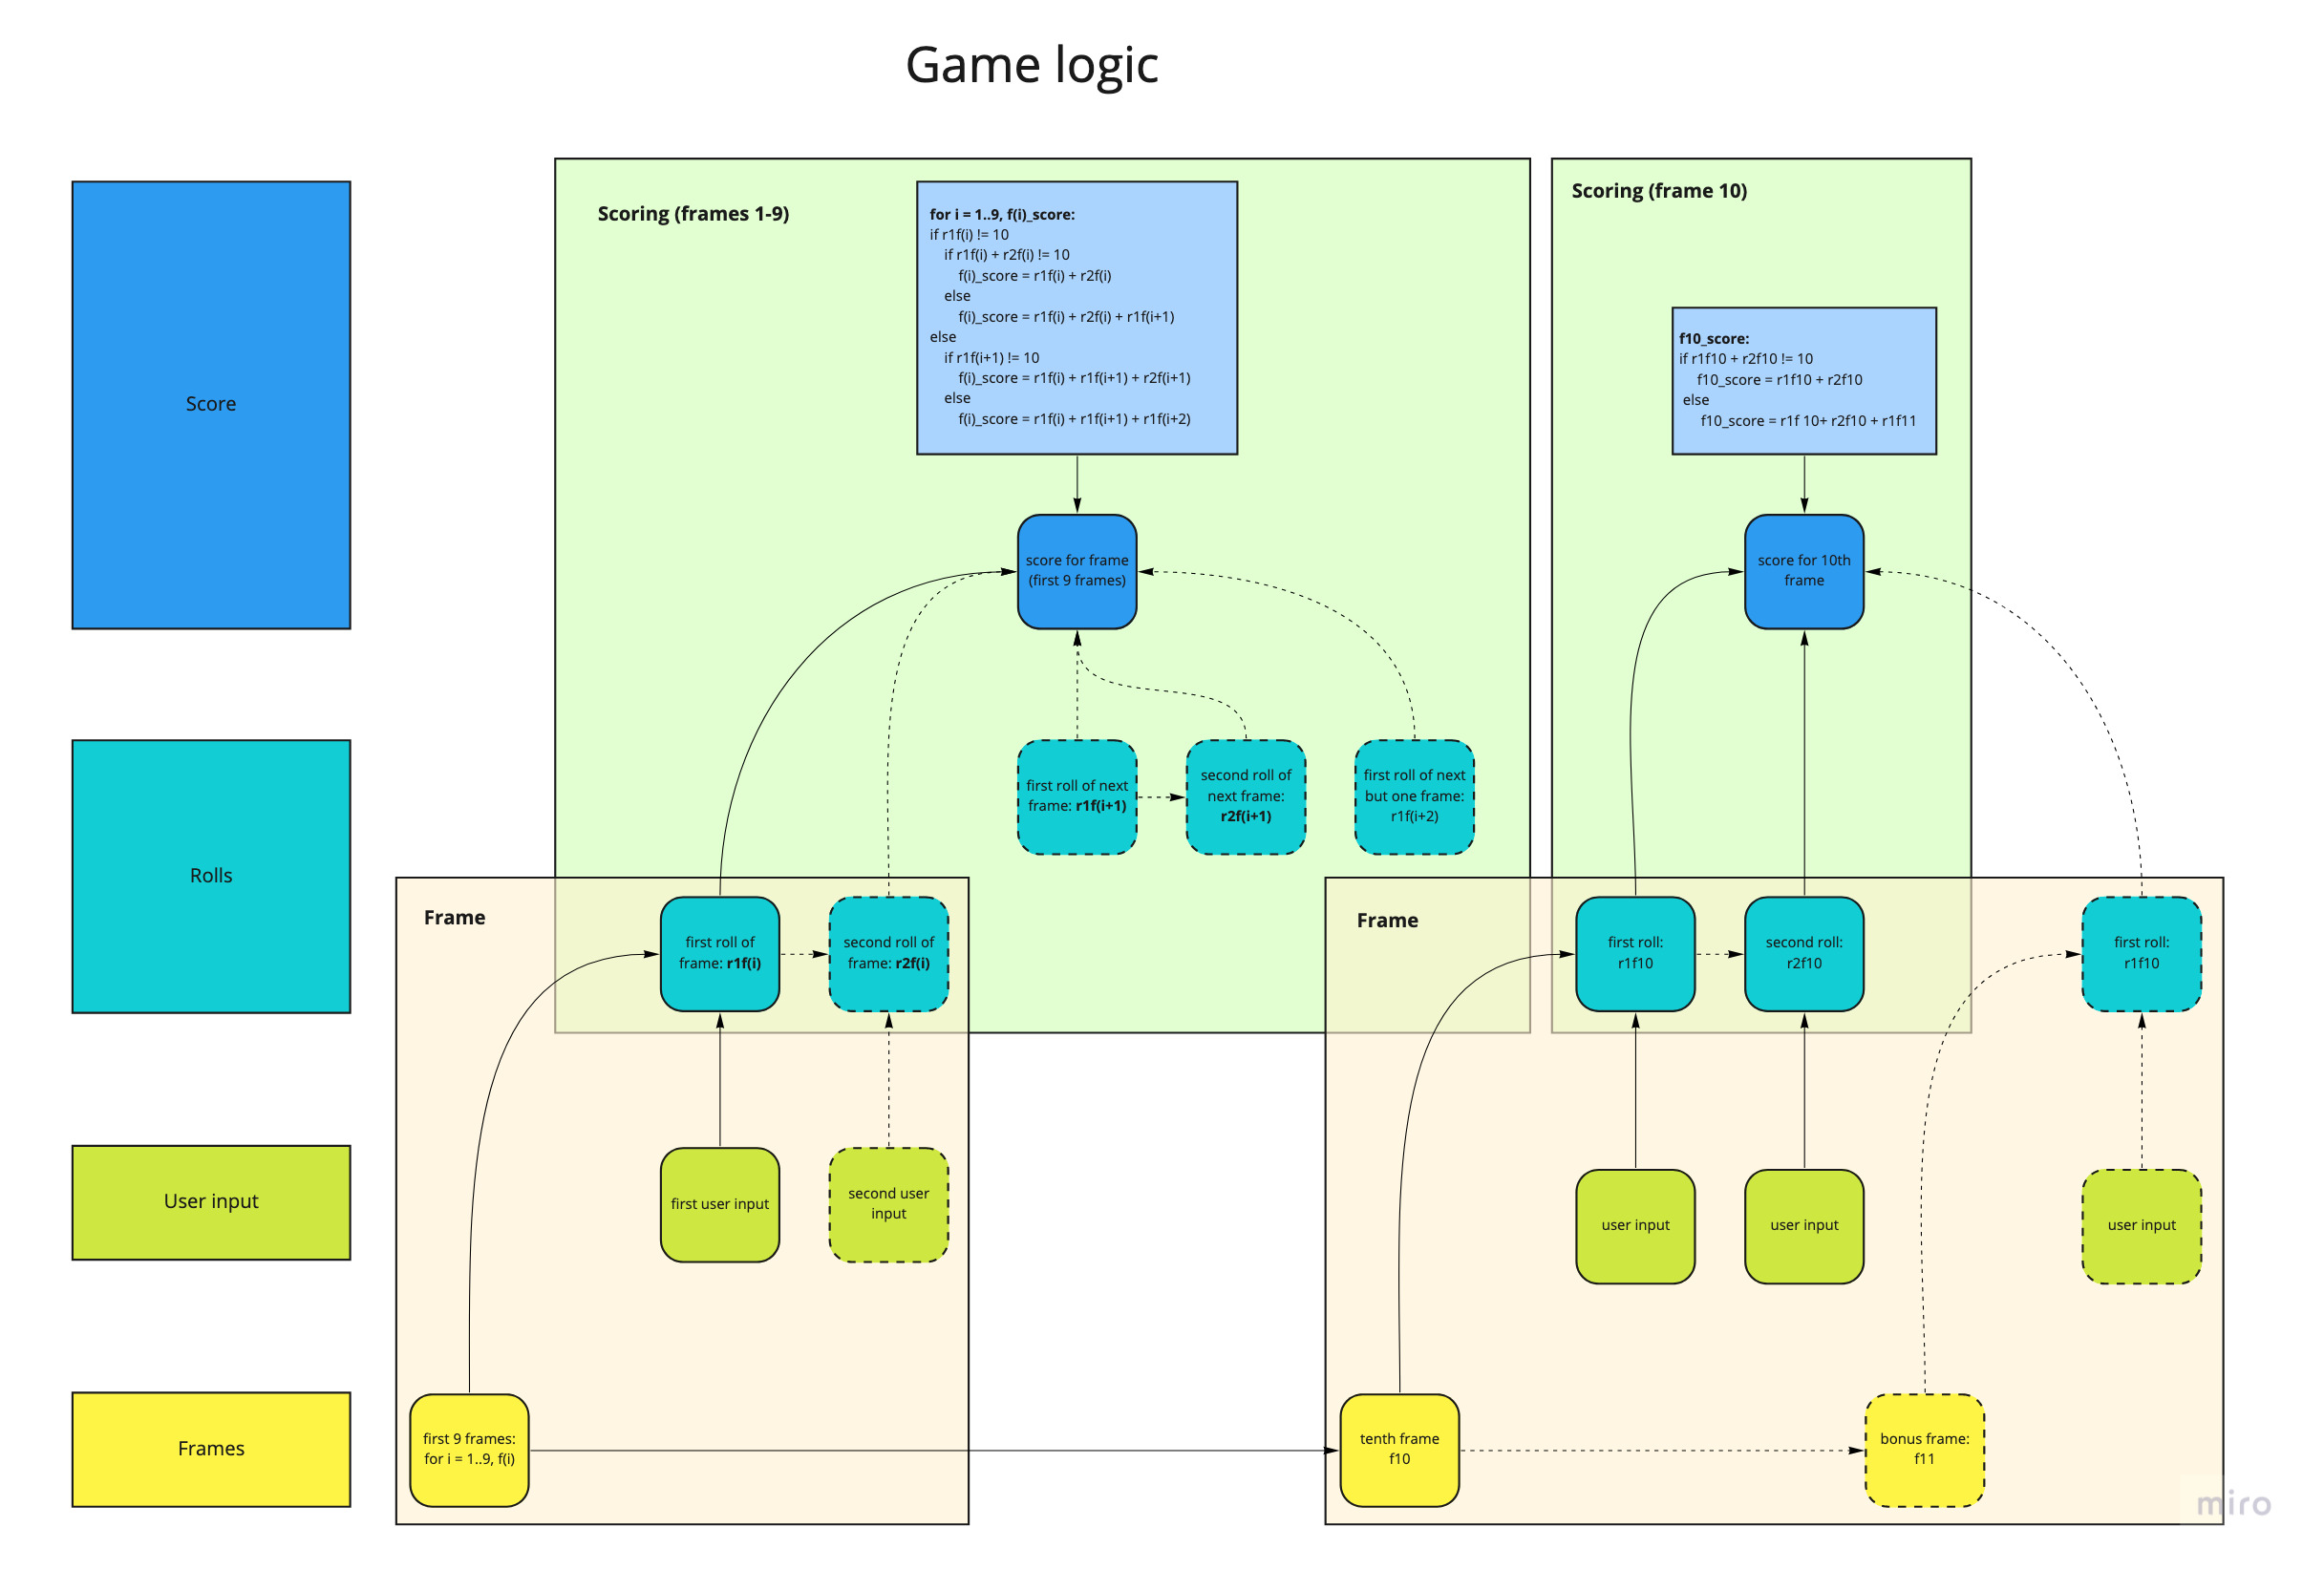 Game logic
Score
Rolls
User input
Frames
Scoring (frames 1-9)
for i = 1..9, f(i)_score:
if r1f(i) != 10
if r1f(i) + r2f(i) != 10
f(i)_score = r1f(i) + r2f(i)
else
f(i)_score = r1f(i) + r2f(i) + r1f(i+1)
else
if r1f(i+1) != 10
f(i)_score = r1f(i) + r1f(i+1) + r2f(i+1)
else
f(i)_score = r1f(i) + r1f(i+1) + r1f(i+2)
score for frame
(first 9 frames)
first roll of next
frame: r1f(i+1)
second roll of
next frame:
r2f(i+1)
first roll of next
but one frame:
r1f(i+2)
Scoring (frame 10)
f10_score:
if r1f10 + r2f10 != 10
f10_score = r1f10 + r2f10
else
f10_score = r1f 10+ r2f10 + r1f11
score for 10th
frame
Frame
first roll of
frame: r1f(i)
second roll of
frame: r2f(i)
first user input
second user
input
first 9 frames:
for i = 1..9, f(i)
Frame
first roll:
r1f10
second roll:
r2f10
first roll:
r1f10
user input
user input
user input
tenth frame
f10
bonus frame:
f11
miro